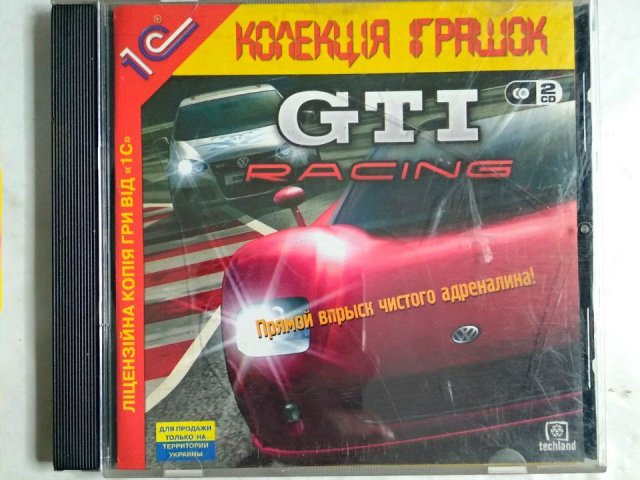 1С®
КОЛЕКЦІЯ ІГРАШОК
GTI
RACING
2
CD
ЛІЦЕНЗІЙНА КОПІЯ ГРИ ВІД «1С»
Прямой впрыск чистого адреналина!
ДЛЯ ПРОДАЖИ
ТОЛЬКО НА
ТЕРРИТОРИИ
УКРАИНЫ
techland